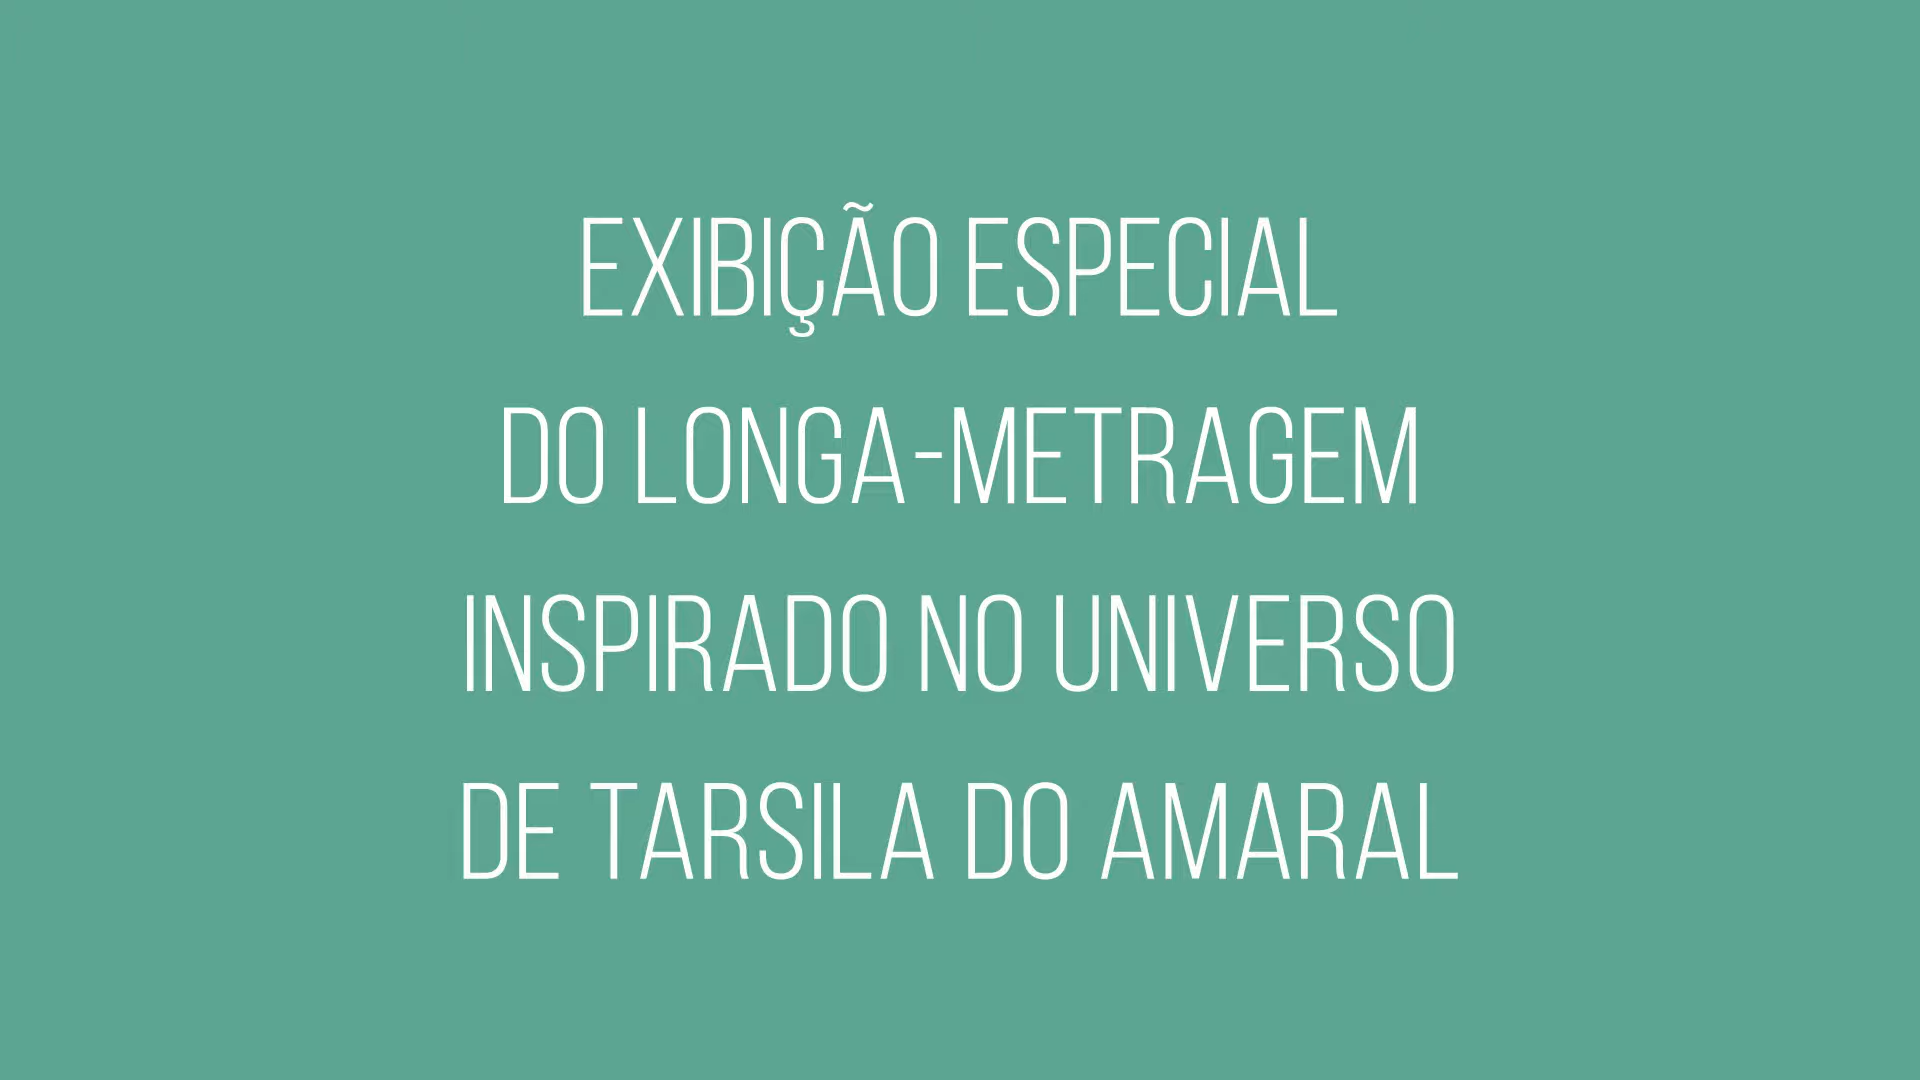 EXIBIÇÃO ESPECIAL
DO LONGA-METRAGEM
INSPIRADO NO UNIVERSO
DE TARSILA DO AMARAL